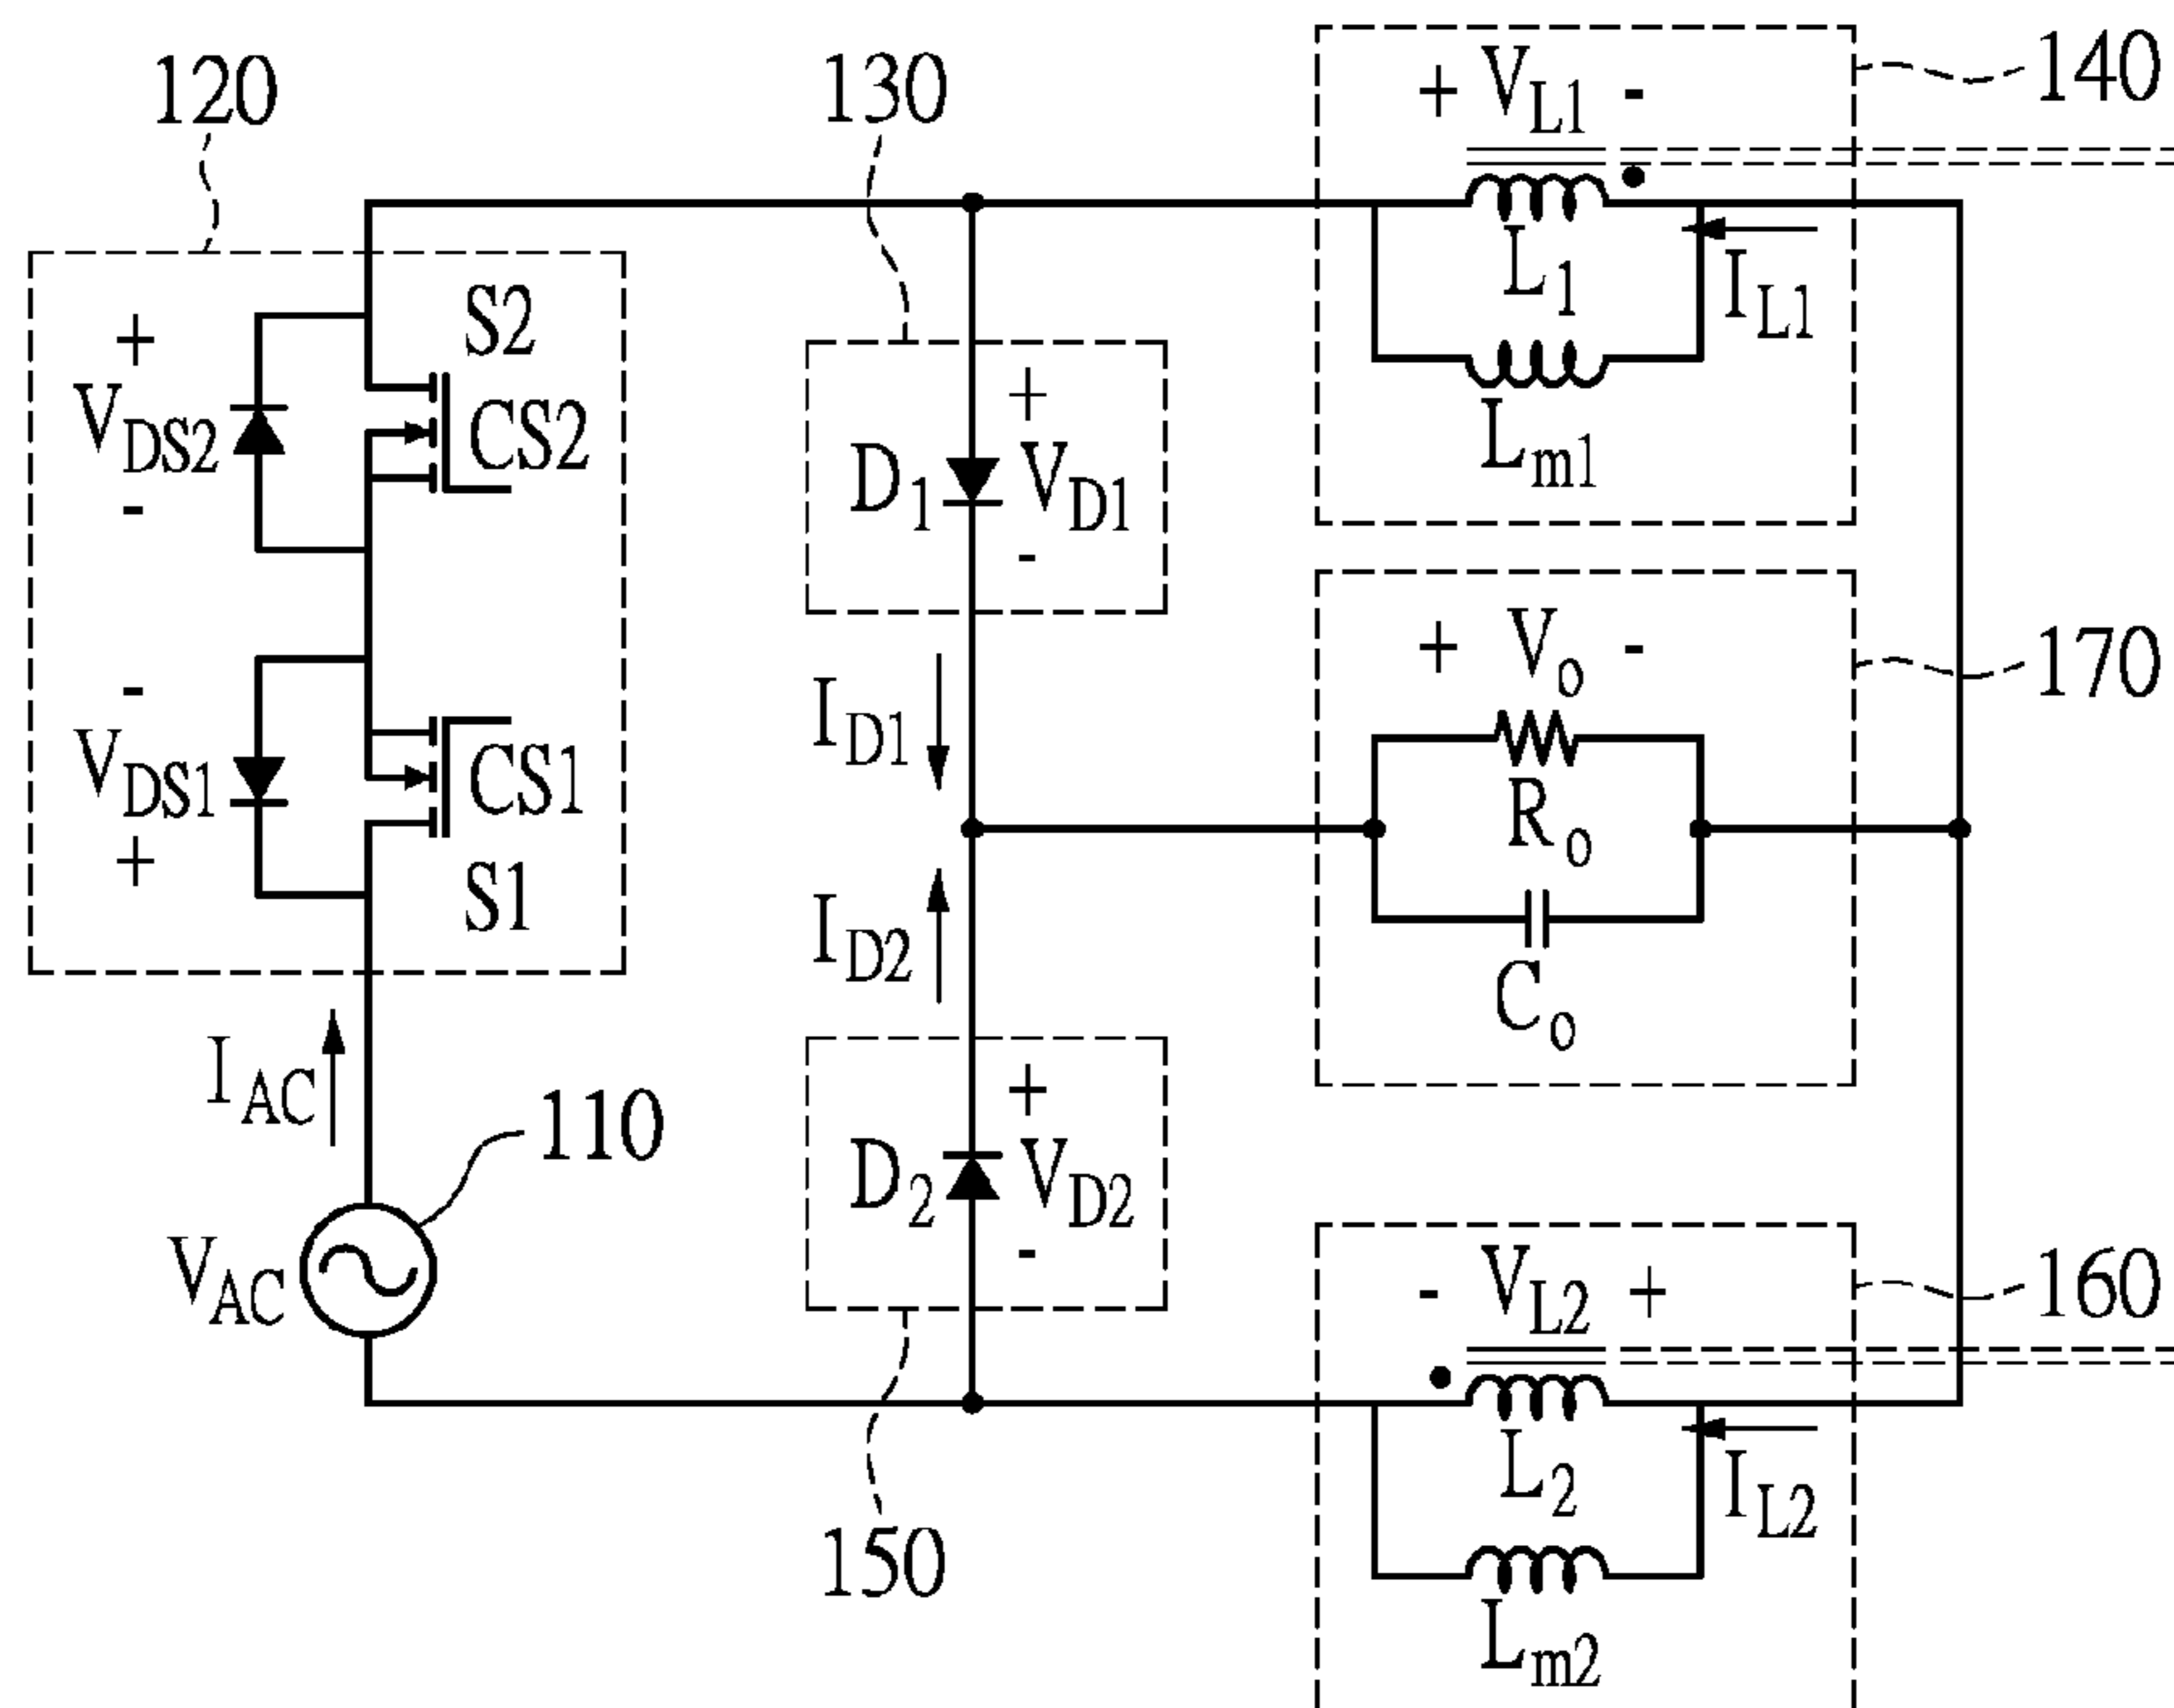 120
130
140
+ VL1 -
L1
IL1
Lm1
S2
CS2
+
VDS2
-
D1
+
VD1
-
ID1
170
+ Vo -
Ro
Co
-
VDS1
+
CS1
S1
ID2
IAC
110
VAC
D2
+
VD2
-
150
160
- VL2 +
L2
IL2
Lm2